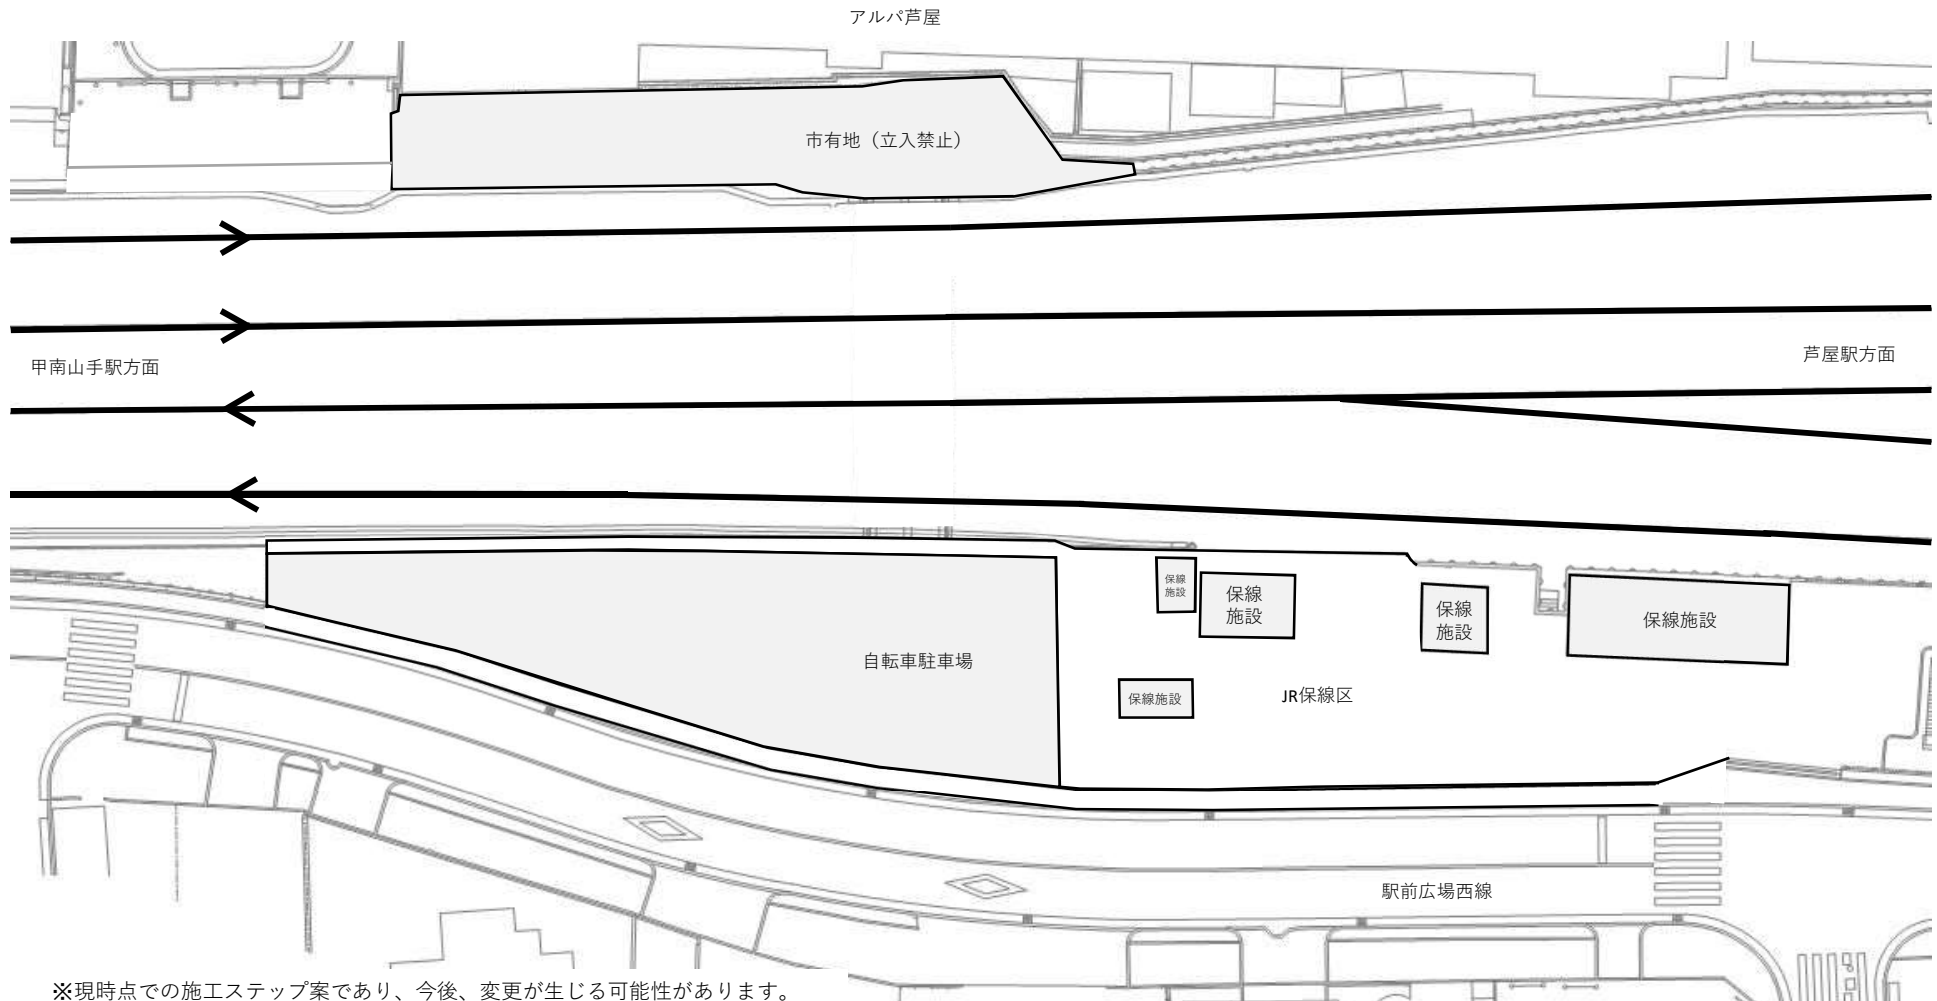 アルパ芦屋
市有地（立入禁止）
甲南山手駅方面
芦屋駅方面
保線
施設
保線
施設
保線
施設
保線施設
自転車駐車場
保線施設
JR保線区
駅前広場西線
※現時点での施工ステップ案であり、今後、変更が生じる可能性があります。